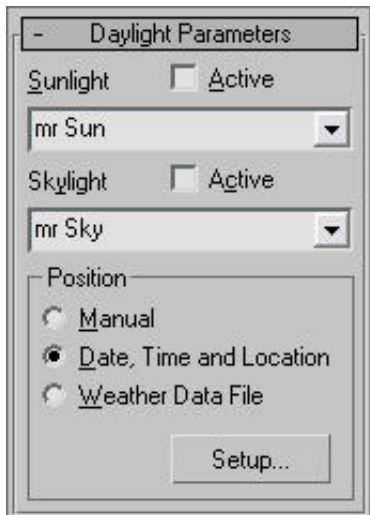 - Daylight Parameters
Sunlight Active
mr Sun
Skylight Active
mr Sky
Position
Manual
Date, Time and Location
Weather Data File
Setup...